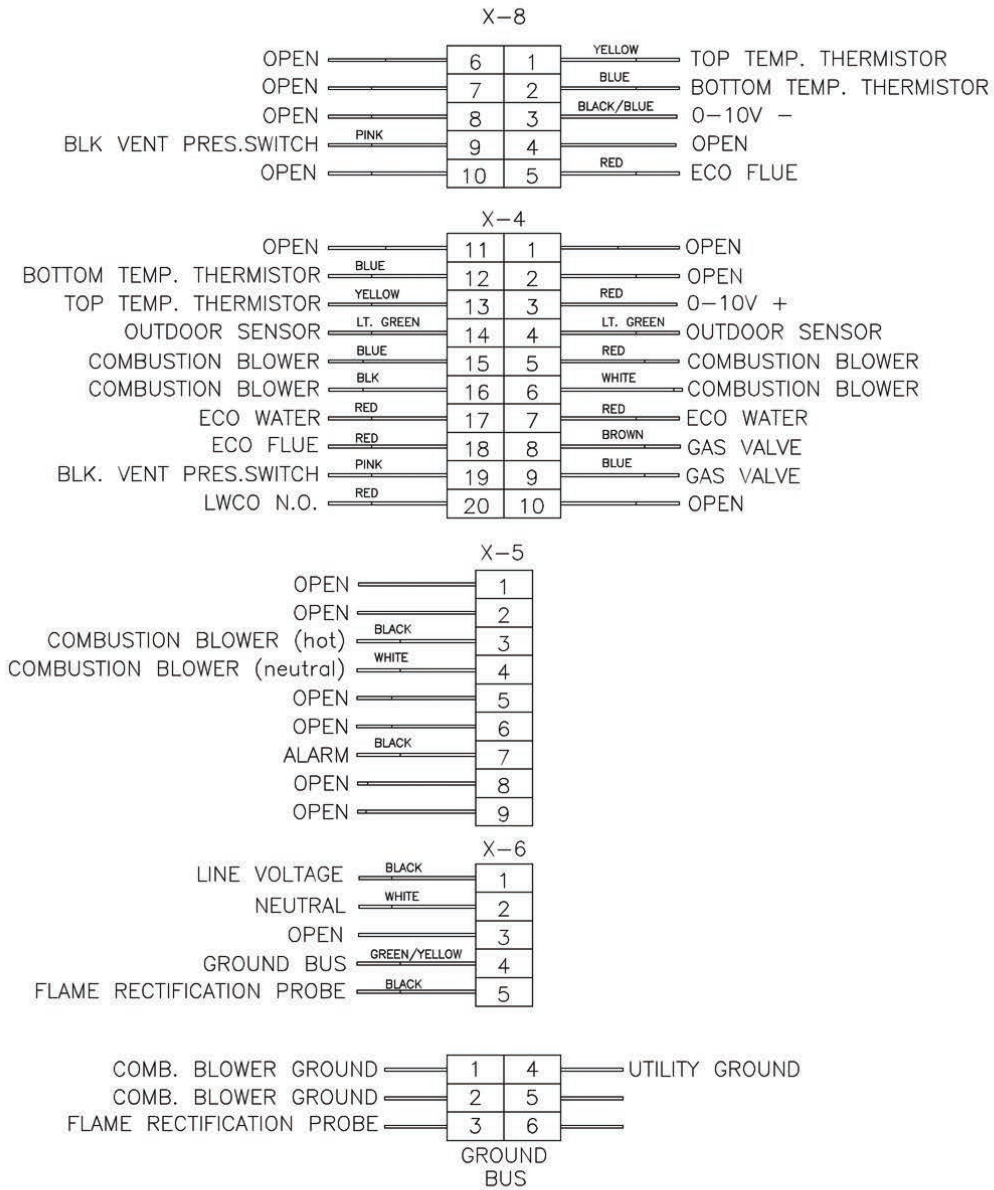 X-8
OPEN 6 1 YELLOW TOP TEMP. THERMISTOR
OPEN 7 2 BLUE BOTTOM TEMP. THERMISTOR
OPEN 8 3 BLACK/BLUE 0-10V -
BLK VENT PRES.SWITCH PINK 9 4 OPEN
OPEN 10 5 RED ECO FLUE
X-4
OPEN 11 1 OPEN
BOTTOM TEMP. THERMISTOR BLUE 12 2 OPEN
TOP TEMP. THERMISTOR YELLOW 13 3 RED 0-10V +
OUTDOOR SENSOR LT. GREEN 14 4 LT. GREEN OUTDOOR SENSOR
COMBUSTION BLOWER BLUE 15 5 RED COMBUSTION BLOWER
COMBUSTION BLOWER BLK 16 6 WHITE COMBUSTION BLOWER
ECO WATER RED 17 7 RED ECO WATER
ECO FLUE RED 18 8 BROWN GAS VALVE
BLK. VENT PRES.SWITCH PINK 19 9 BLUE GAS VALVE
LWCO N.O. RED 20 10 OPEN
X-5
OPEN 1
OPEN 2
COMBUSTION BLOWER (hot) BLACK 3
COMBUSTION BLOWER (neutral) WHITE 4
OPEN 5
OPEN 6
ALARM BLACK 7
OPEN 8
OPEN 9
X-6
LINE VOLTAGE BLACK 1
NEUTRAL WHITE 2
OPEN 3
GROUND BUS GREEN/YELLOW 4
FLAME RECTIFICATION PROBE BLACK 5
COMB. BLOWER GROUND 1 4 UTILITY GROUND
COMB. BLOWER GROUND 2 5
FLAME RECTIFICATION PROBE 3 6
GROUND
BUS